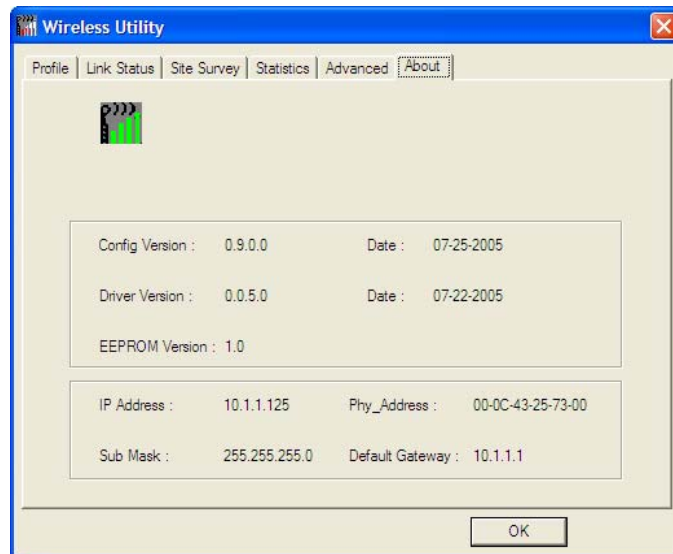 Wireless Utility
Profile Link Status Site Survey Statistics Advanced About
Config Version : 0.9.0.0 Date : 07-25-2005
Driver Version : 0.0.5.0 Date : 07-22-2005
EEPROM Version : 1.0
IP Address : 10.1.1.125 Phy_Address : 00-0C-43-25-73-00
Sub Mask : 255.255.255.0 Default Gateway : 10.1.1.1
OK